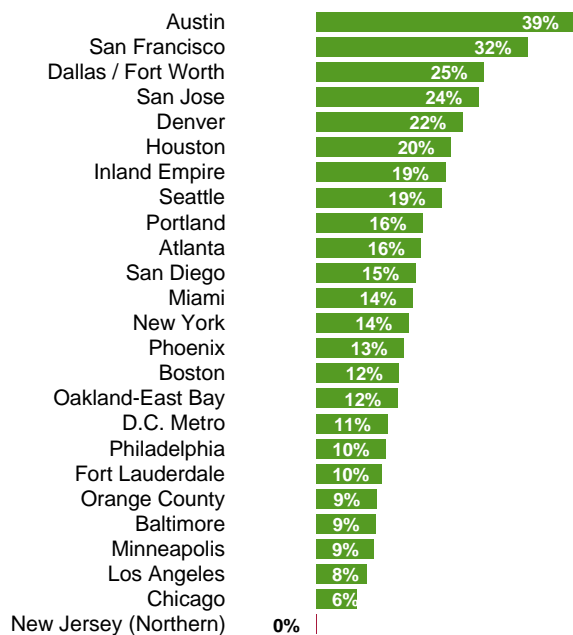 Austin 39%
San Francisco 32%
Dallas / Fort Worth 25%
San Jose 24%
Denver 22%
Houston 20%
Inland Empire 19%
Seattle 19%
Portland 16%
Atlanta 16%
San Diego 15%
Miami 14%
New York 14%
Phoenix 13%
Boston 12%
Oakland-East Bay 12%
D.C. Metro 11%
Philadelphia 10%
Fort Lauderdale 10%
Orange County 9%
Baltimore 9%
Minneapolis 9%
Los Angeles 8%
Chicago 6%
New Jersey (Northern) 0%